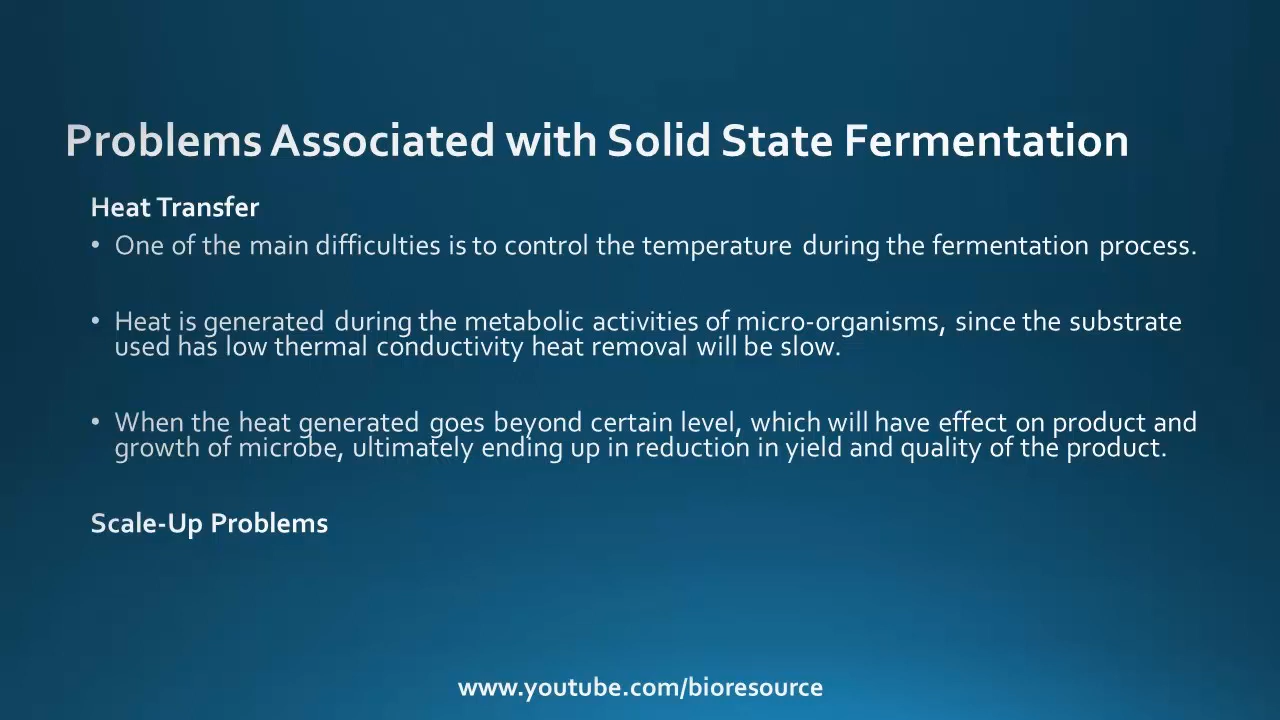 Problems Associated with Solid State Fermentation
Heat Transfer
• One of the main difficulties is to control the temperature during the fermentation process.
• Heat is generated during the metabolic activities of micro-organisms, since the substrate
used has low thermal conductivity heat removal will be slow.
• When the heat generated goes beyond certain level, which will have effect on product and
growth of microbe, ultimately ending up in reduction in yield and quality of the product.
Scale-Up Problems
www.youtube.com/bioresource